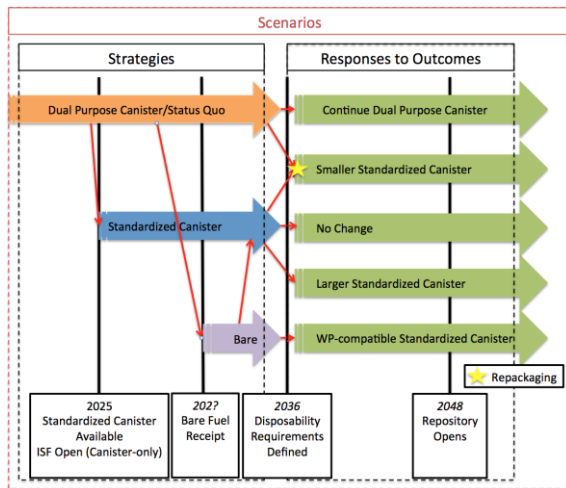 Scenarios
Strategies
Responses to Outcomes
Dual Purpose Canister/Status Quo
Continue Dual Purpose Canister
Smaller Standardized Canister
Standardized Canister
No Change
Larger Standardized Canister
Bare
WP-compatible Standardized Canister
Repackaging
2025
Standardized Canister
Available
ISF Open (Canister-only)
202?
Bare Fuel
Receipt
2036
Disposability
Requirements
Defined
2048
Repository
Opens